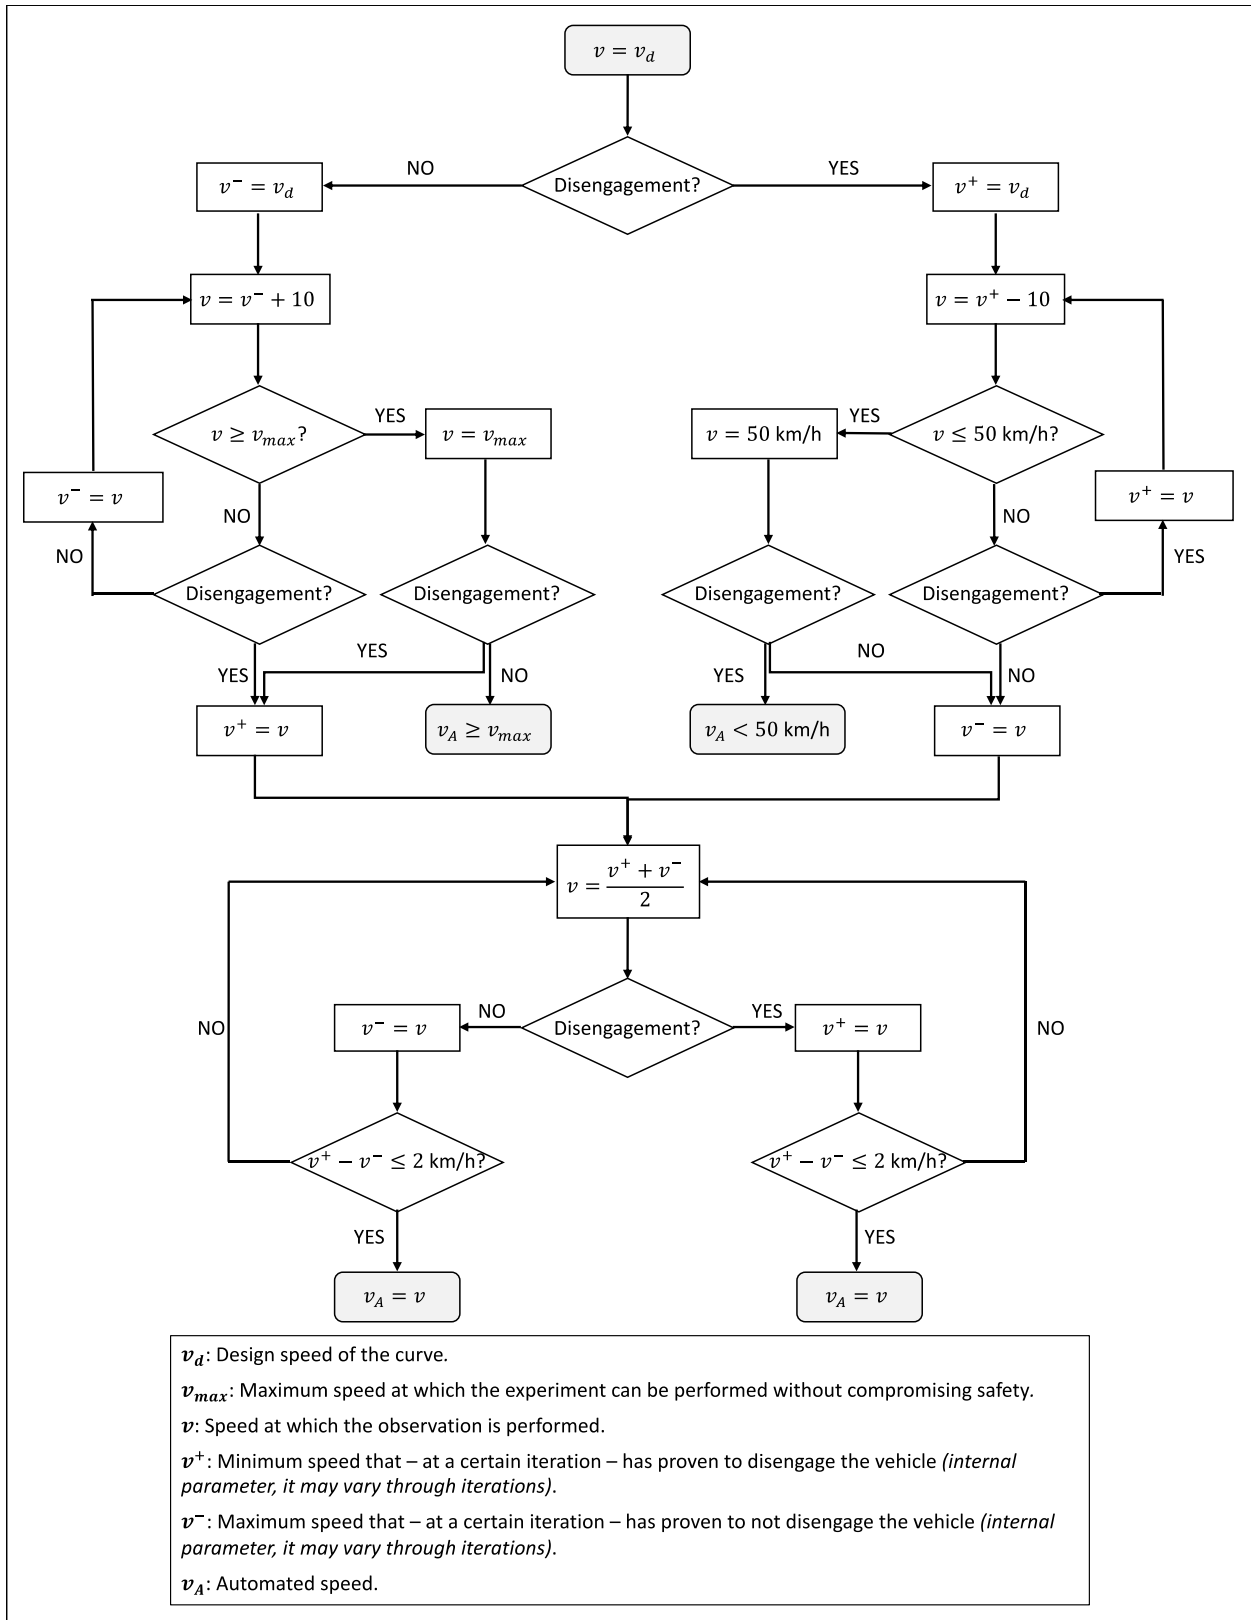 v = v_d
Disengagement?
NO
YES
v⁻ = v_d
v⁺ = v_d
v = v⁻ + 10
v = v⁺ − 10
v ≥ v_max?
YES
v = v_max
v = 50 km/h
YES
v ≤ 50 km/h?
v⁻ = v
v⁺ = v
NO
NO
NO
YES
Disengagement?
Disengagement?
Disengagement?
Disengagement?
YES
YES
NO
YES
NO
NO
v⁺ = v
v_A ≥ v_max
v_A < 50 km/h
v⁻ = v
v = (v⁺ + v⁻)/2
NO
v⁻ = v
NO
Disengagement?
YES
v⁺ = v
NO
v⁺ − v⁻ ≤ 2 km/h?
v⁺ − v⁻ ≤ 2 km/h?
YES
YES
v_A = v
v_A = v
v_d: Design speed of the curve.
v_max: Maximum speed at which the experiment can be performed without compromising safety.
v: Speed at which the observation is performed.
v⁺: Minimum speed that – at a certain iteration – has proven to disengage the vehicle (internal
parameter, it may vary through iterations).
v⁻: Maximum speed that – at a certain iteration – has proven to not disengage the vehicle (internal
parameter, it may vary through iterations).
v_A: Automated speed.